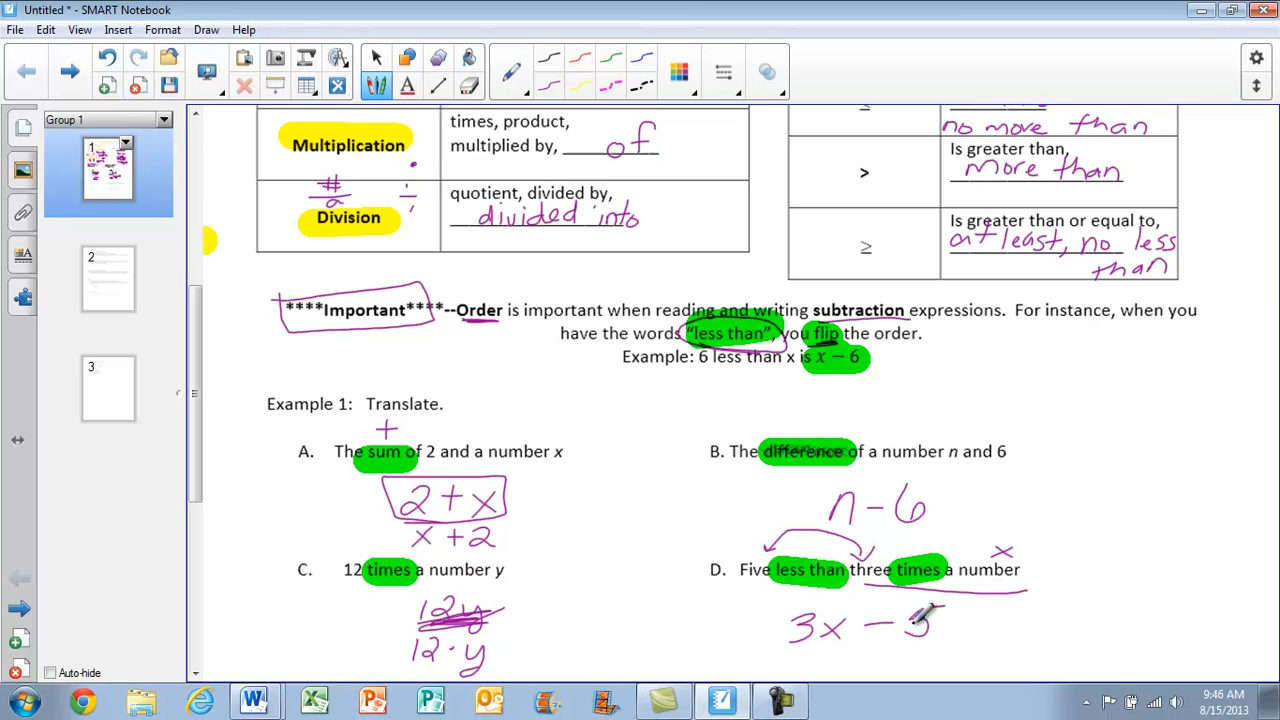 Untitled * - SMART Notebook
File Edit View Insert Format Draw Help
Group 1
1
2
3
Auto-hide
times, product,
Multiplication
multiplied by, of
#
a
÷
quotient, divided by,
Division
divided into
≤
no more than
Is greater than,
>
more than
Is greater than or equal to,
≥
at least, no less
than
****Important****--Order is important when reading and writing subtraction expressions. For instance, when you
have the words "less than", you flip the order.
Example: 6 less than x is x – 6
Example 1: Translate.
+
A. The sum of 2 and a number x
2 + x
x + 2
B. The difference of a number n and 6
n - 6
C. 12 times a number y
12y
12 · y
x
D. Five less than three times a number
3x - 5
9:46 AM
8/15/2013